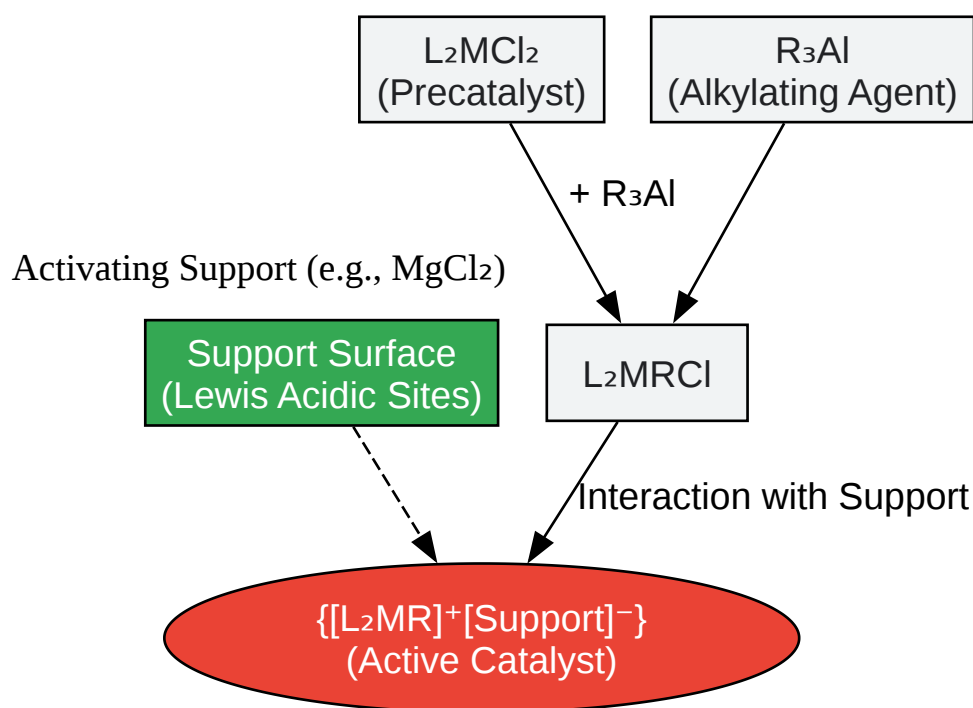 L₂MCl₂
(Precatalyst)
R₃Al
(Alkylating Agent)
+ R₃Al
Activating Support (e.g., MgCl₂)
Support Surface
(Lewis Acidic Sites)
L₂MRCl
Interaction with Support
{[L₂MR]⁺[Support]⁻}
(Active Catalyst)